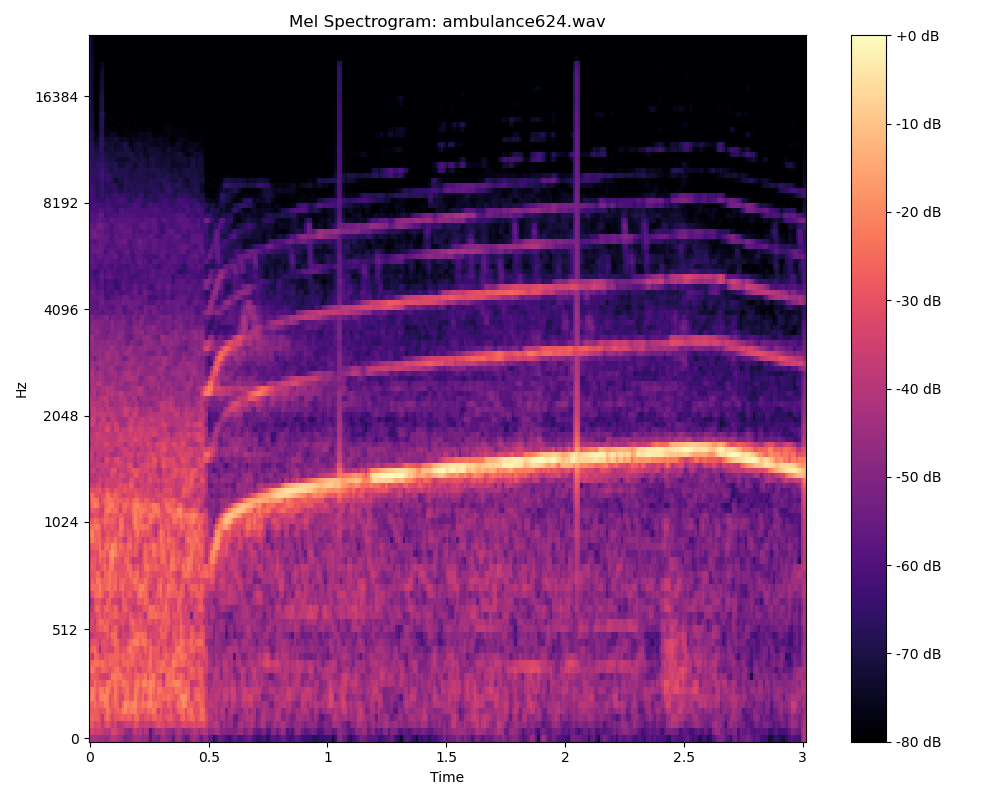 Mel Spectrogram: ambulance624.wav
+0 dB
16384
-10 dB
8192
-20 dB
4096
-30 dB
Hz
-40 dB
2048
-50 dB
1024
-60 dB
512
-70 dB
0
-80 dB
0 0.5 1 1.5 2 2.5 3
Time